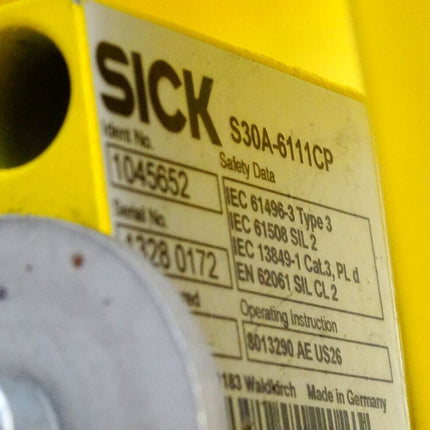 SICK
S30A-6111CP
Ident No.
Safety Data
1045652
IEC 61496-3 Type 3
IEC 61508 SIL 2
IEC 13849-1 Cat.3, PL d
EN 62061 SIL CL 2
Serial No.
1328 0172
Operating Instruction
8013290 AE US26
Waldkirch Made in Germany